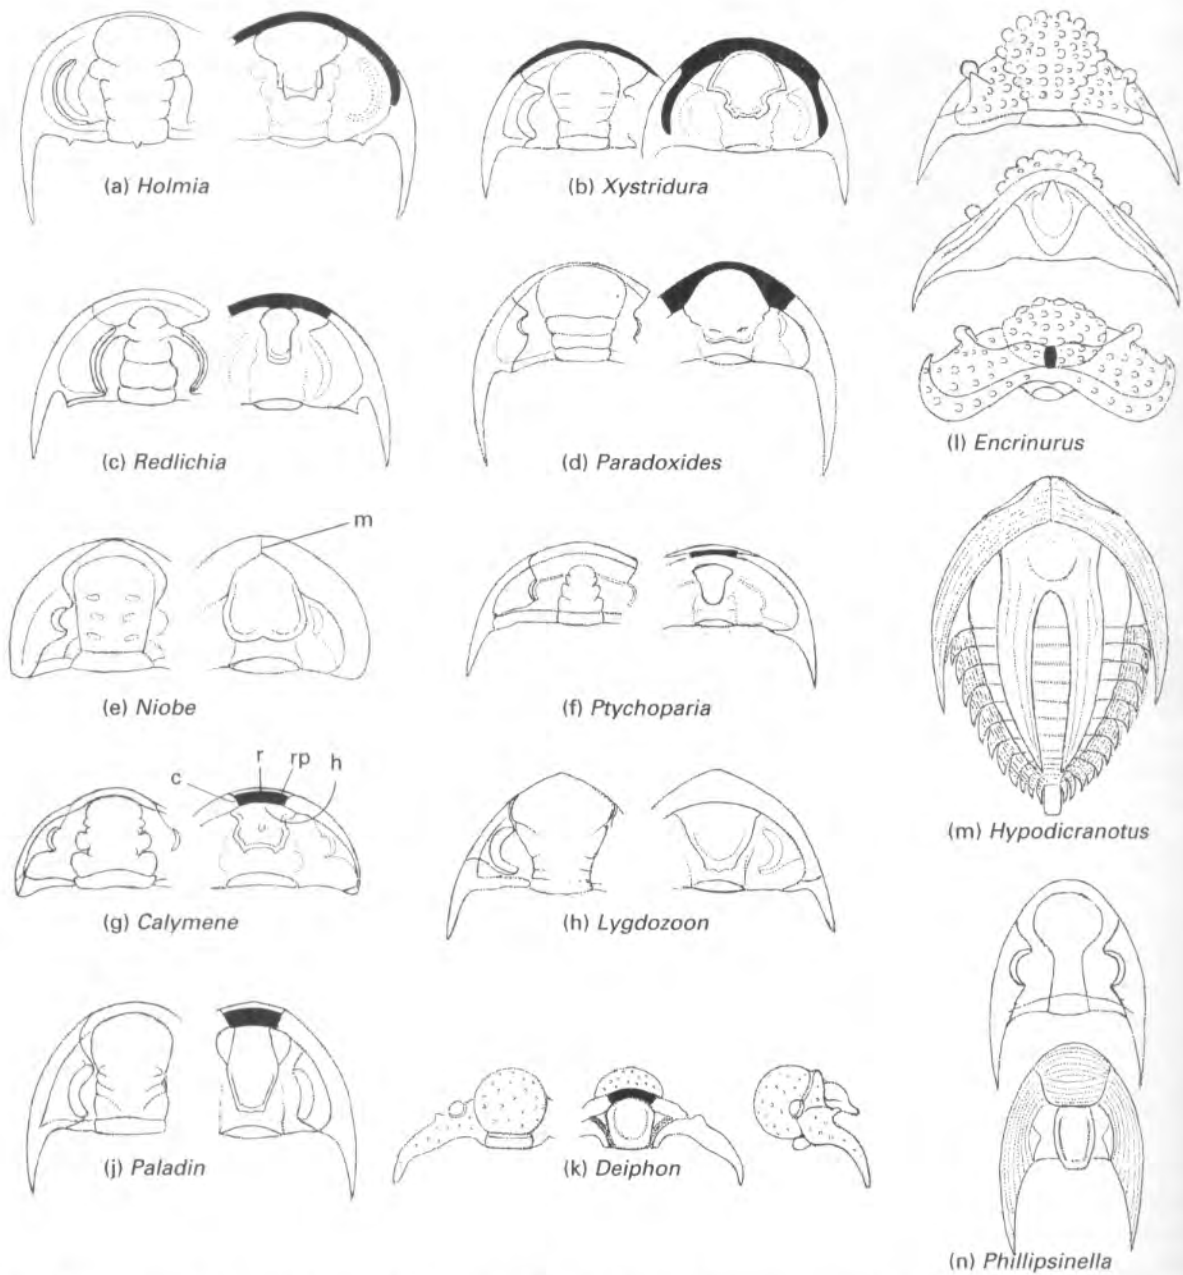 (a) Holmia
(b) Xystridura
(c) Redlichia
(d) Paradoxides
(l) Encrinurus
m
(e) Niobe
(f) Ptychoparia
(m) Hypodicranotus
c
r
rp
h
(g) Calymene
(h) Lygdozoon
(j) Paladin
(k) Deiphon
(n) Phillipsinella